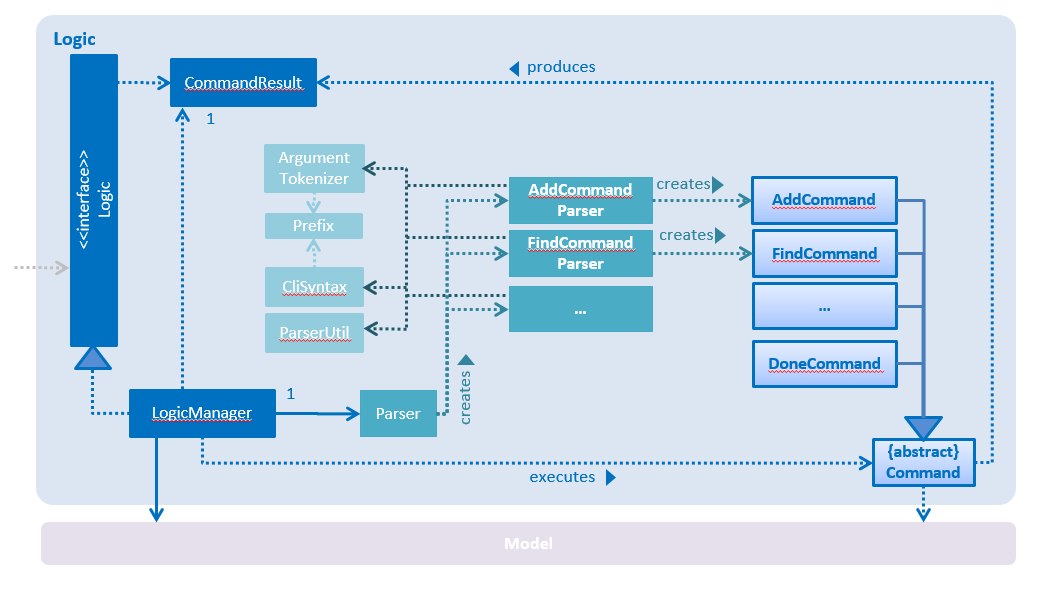 Logic
produces
CommandResult
<<interface>>
Logic
1
Argument
Tokenizer
Prefix
CliSyntax
ParserUtil
AddCommand
Parser
creates
AddCommand
FindCommand
Parser
creates
FindCommand
...
...
DoneCommand
creates
LogicManager
1
Parser
{abstract}
Command
executes
Model